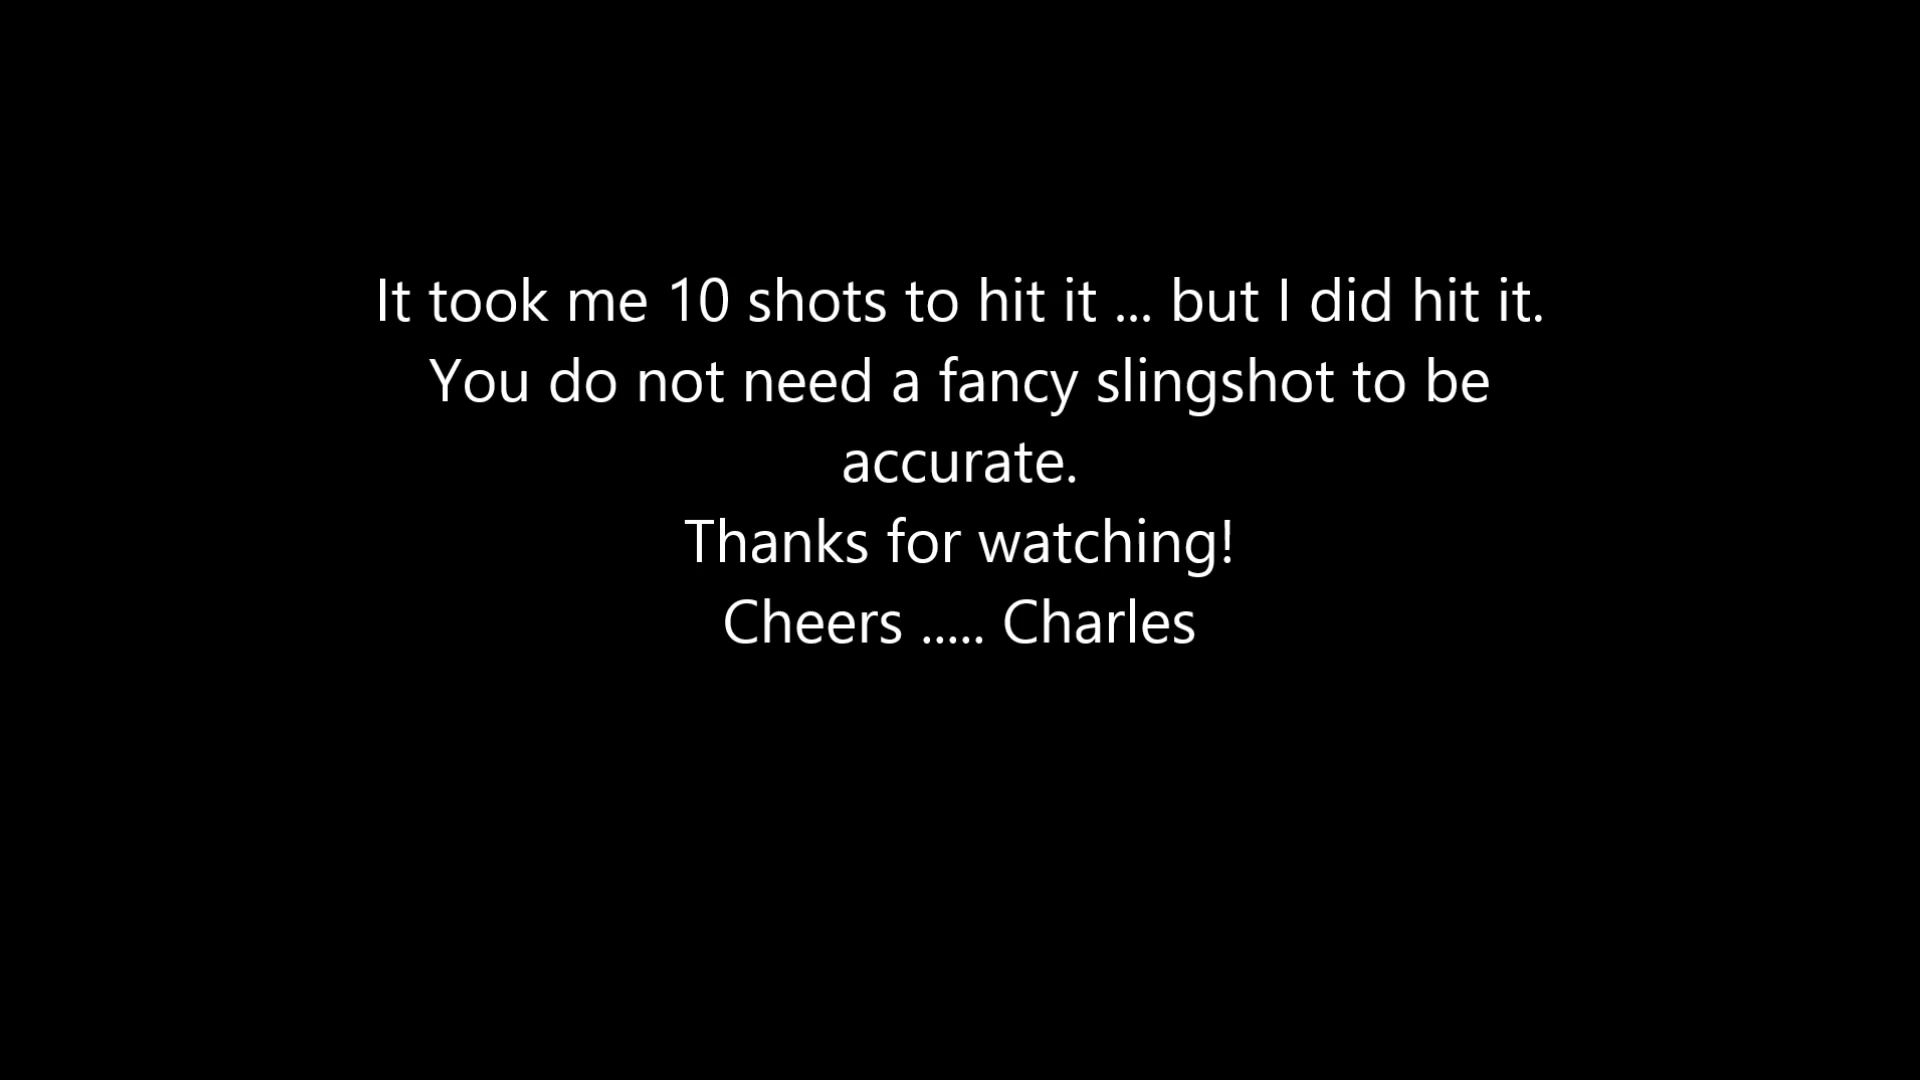 It took me 10 shots to hit it ... but I did hit it.
You do not need a fancy slingshot to be
accurate.
Thanks for watching!
Cheers ..... Charles